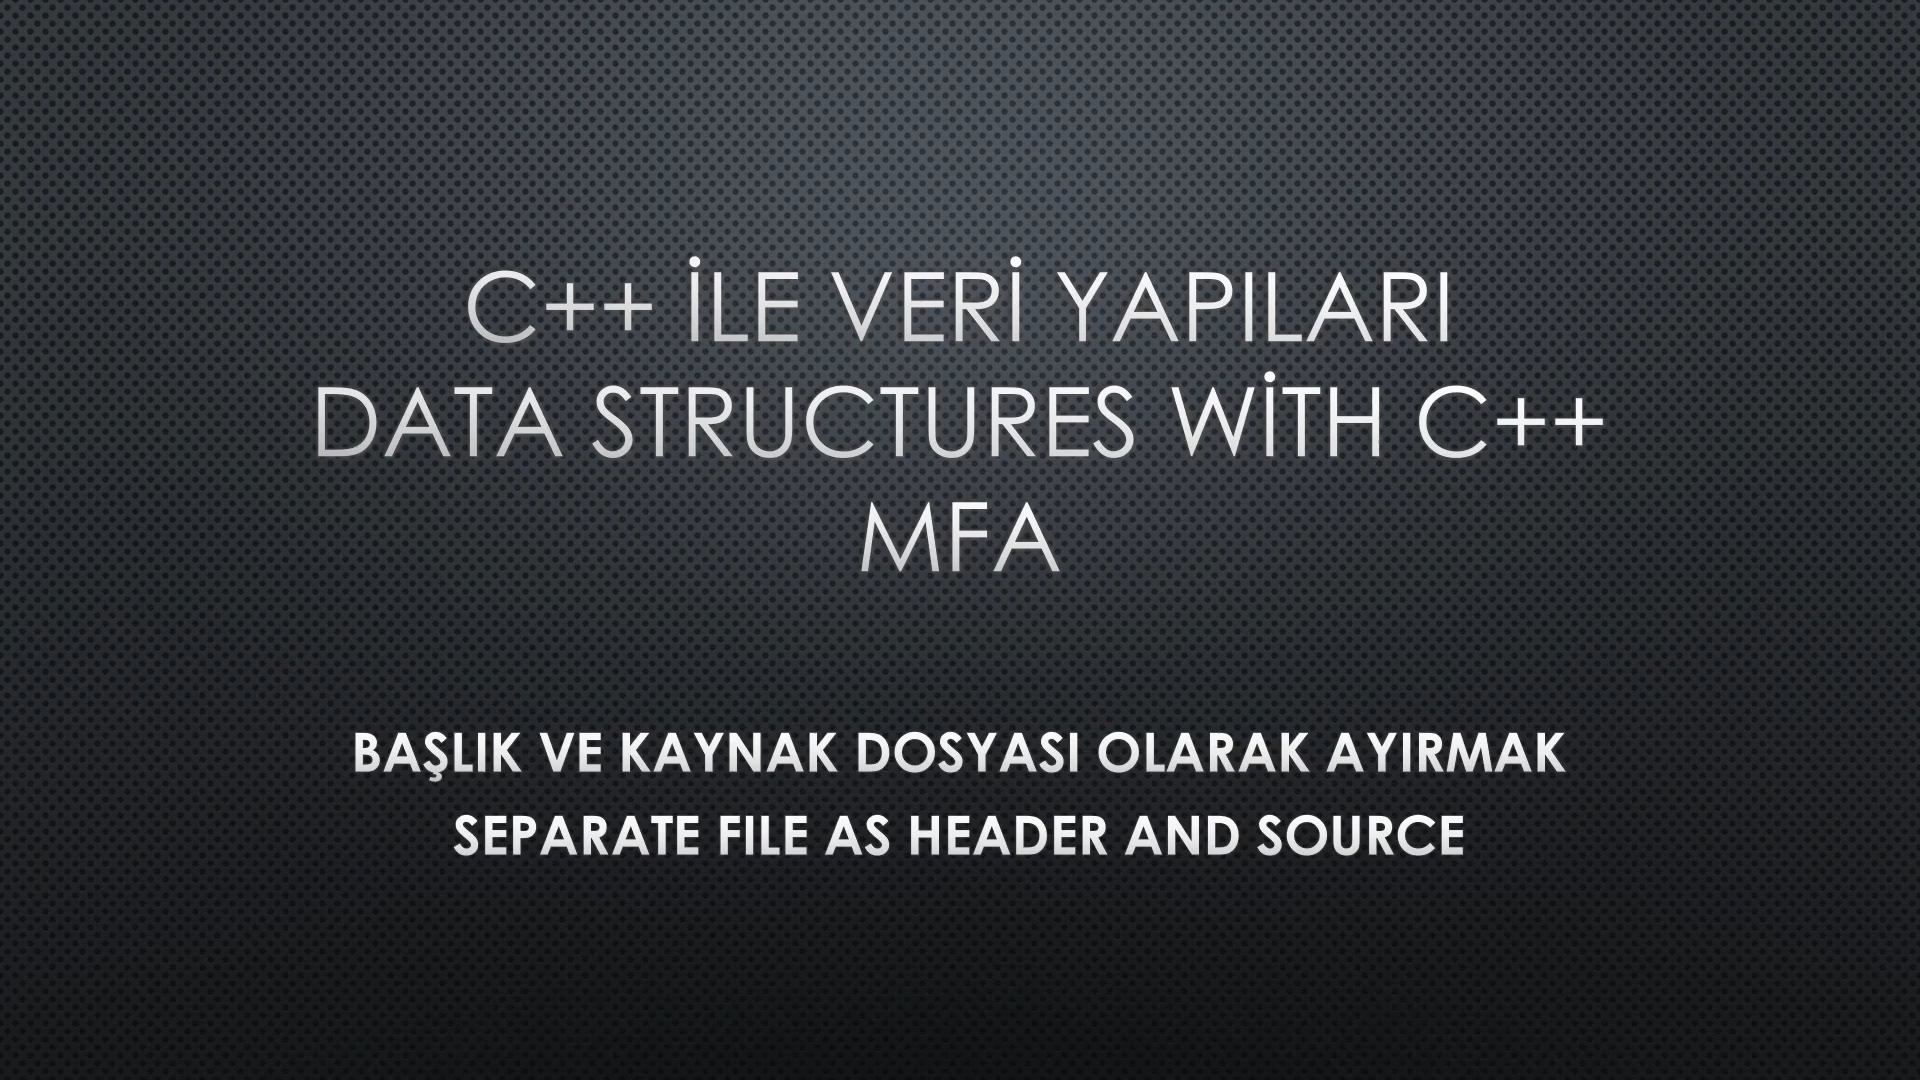 C++ İLE VERİ YAPILARI
DATA STRUCTURES WİTH C++
MFA
BAŞLIK VE KAYNAK DOSYASI OLARAK AYIRMAK
SEPARATE FILE AS HEADER AND SOURCE